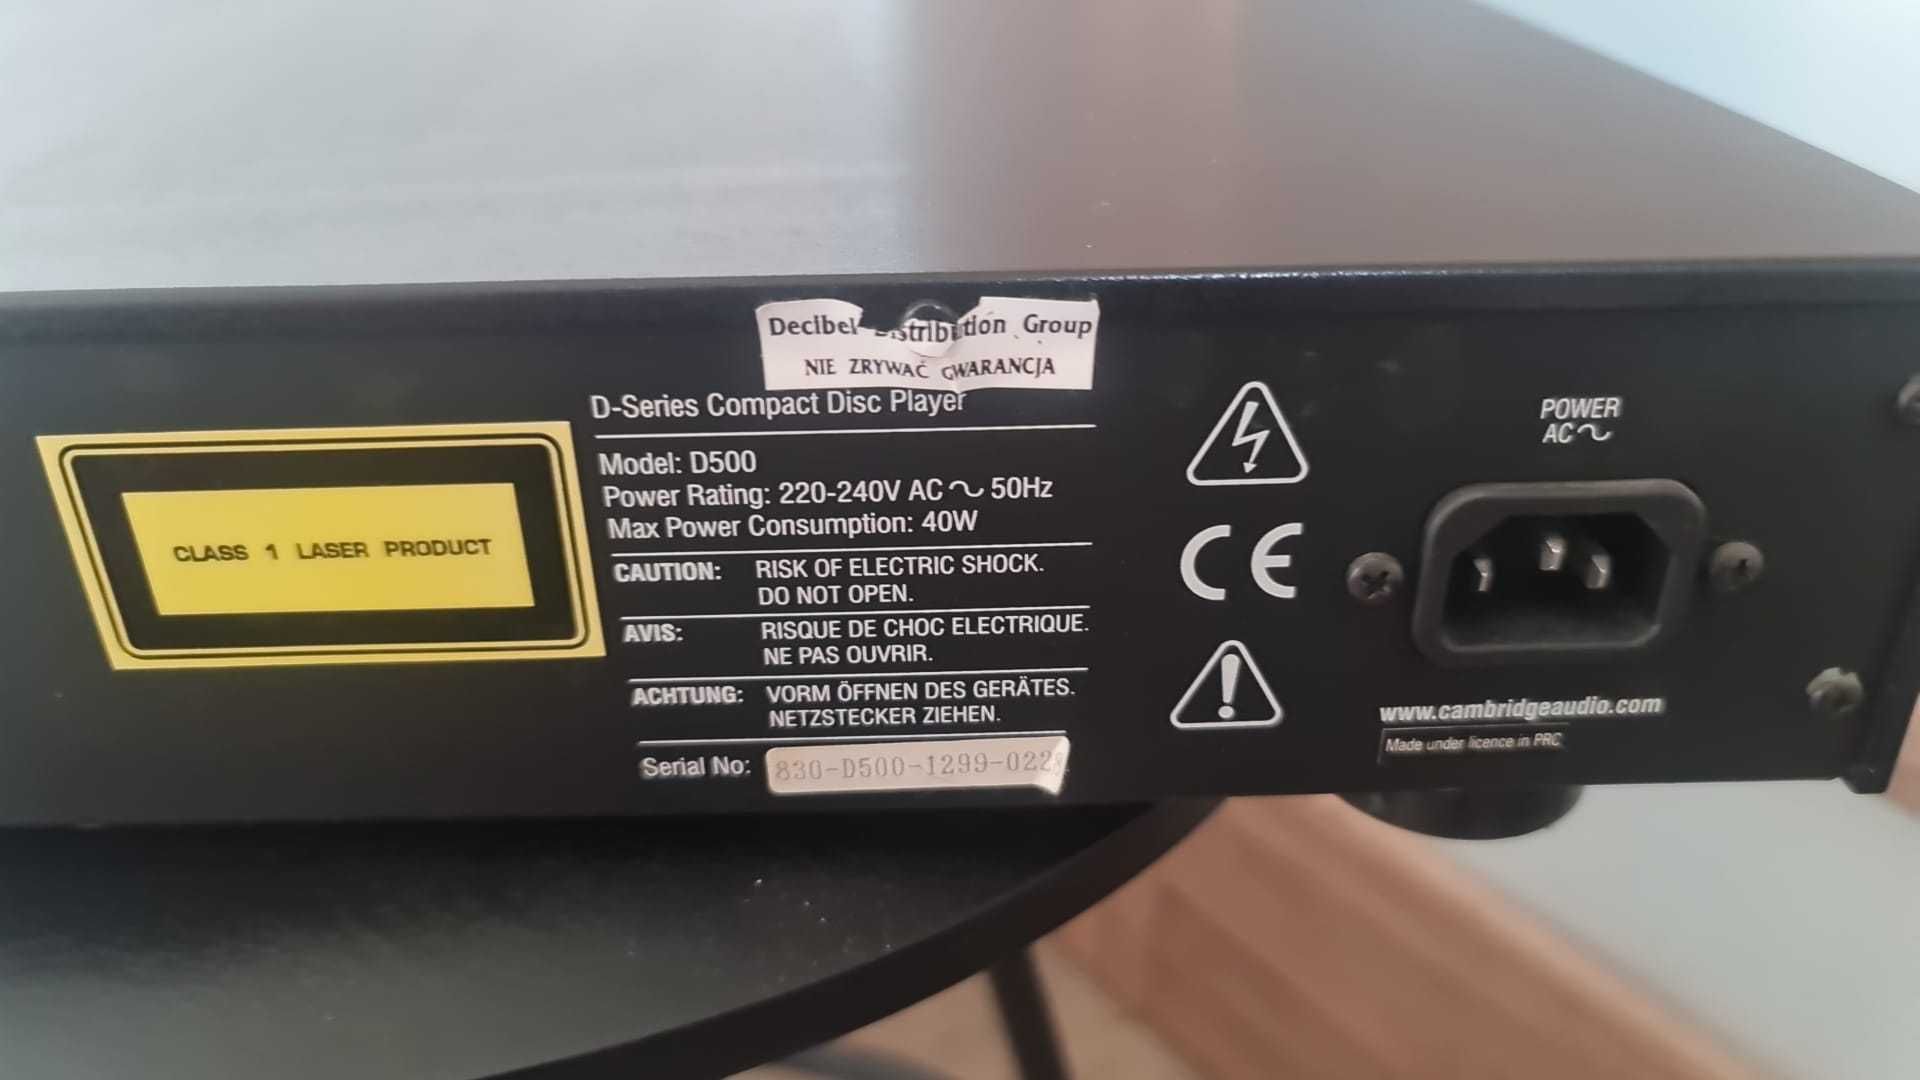 Decibel Distribution Group
NIE ZRYWAĆ GWARANCJA
D-Series Compact Disc Player
Model: D500
Power Rating: 220-240V AC ~ 50Hz
Max Power Consumption: 40W
CAUTION: RISK OF ELECTRIC SHOCK.
DO NOT OPEN.
AVIS: RISQUE DE CHOC ELECTRIQUE.
NE PAS OUVRIR.
ACHTUNG: VORM ÖFFNEN DES GERÄTES.
NETZSTECKER ZIEHEN.
Serial No: 830-D500-1299-022
CLASS 1 LASER PRODUCT
CE
POWER
AC ~
www.cambridgeaudio.com
Made under licence in PRC